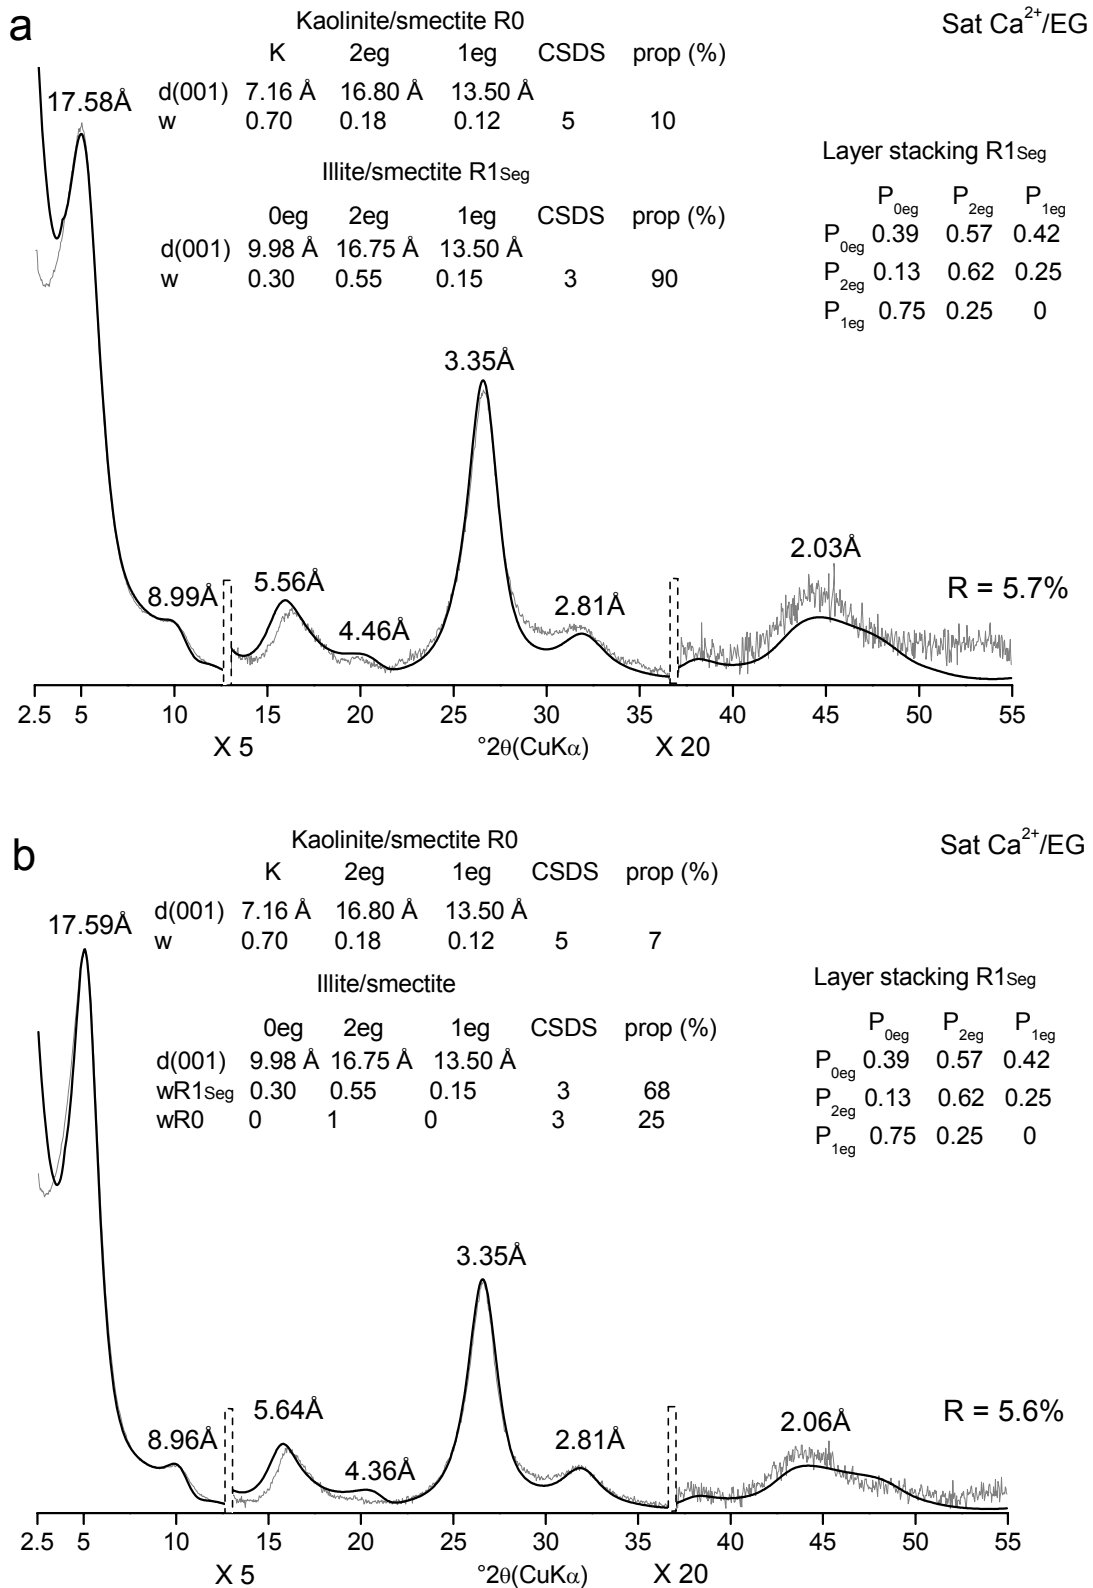 a
Kaolinite/smectite R0
Sat Ca2+/EG
K 2eg 1eg CSDS prop (%)
17.58Å
d(001) 7.16 Å 16.80 Å 13.50 Å
w 0.70 0.18 0.12 5 10
Illite/smectite R1Seg
0eg 2eg 1eg CSDS prop (%)
d(001) 9.98 Å 16.75 Å 13.50 Å
w 0.30 0.55 0.15 3 90
Layer stacking R1Seg
P0eg P2eg P1eg
P0eg 0.39 0.57 0.42
P2eg 0.13 0.62 0.25
P1eg 0.75 0.25 0
3.35Å
8.99Å
5.56Å
4.46Å
2.81Å
2.03Å
R = 5.7%
2.5 5 10 15 20 25 30 35 40 45 50 55
X 5 °2θ(CuKα) X 20
b
Kaolinite/smectite R0
Sat Ca2+/EG
K 2eg 1eg CSDS prop (%)
17.59Å
d(001) 7.16 Å 16.80 Å 13.50 Å
w 0.70 0.18 0.12 5 7
Illite/smectite
0eg 2eg 1eg CSDS prop (%)
d(001) 9.98 Å 16.75 Å 13.50 Å
wR1Seg 0.30 0.55 0.15 3 68
wR0 0 1 0 3 25
Layer stacking R1Seg
P0eg P2eg P1eg
P0eg 0.39 0.57 0.42
P2eg 0.13 0.62 0.25
P1eg 0.75 0.25 0
3.35Å
8.96Å
5.64Å
4.36Å
2.81Å
2.06Å
R = 5.6%
2.5 5 10 15 20 25 30 35 40 45 50 55
X 5 °2θ(CuKα) X 20